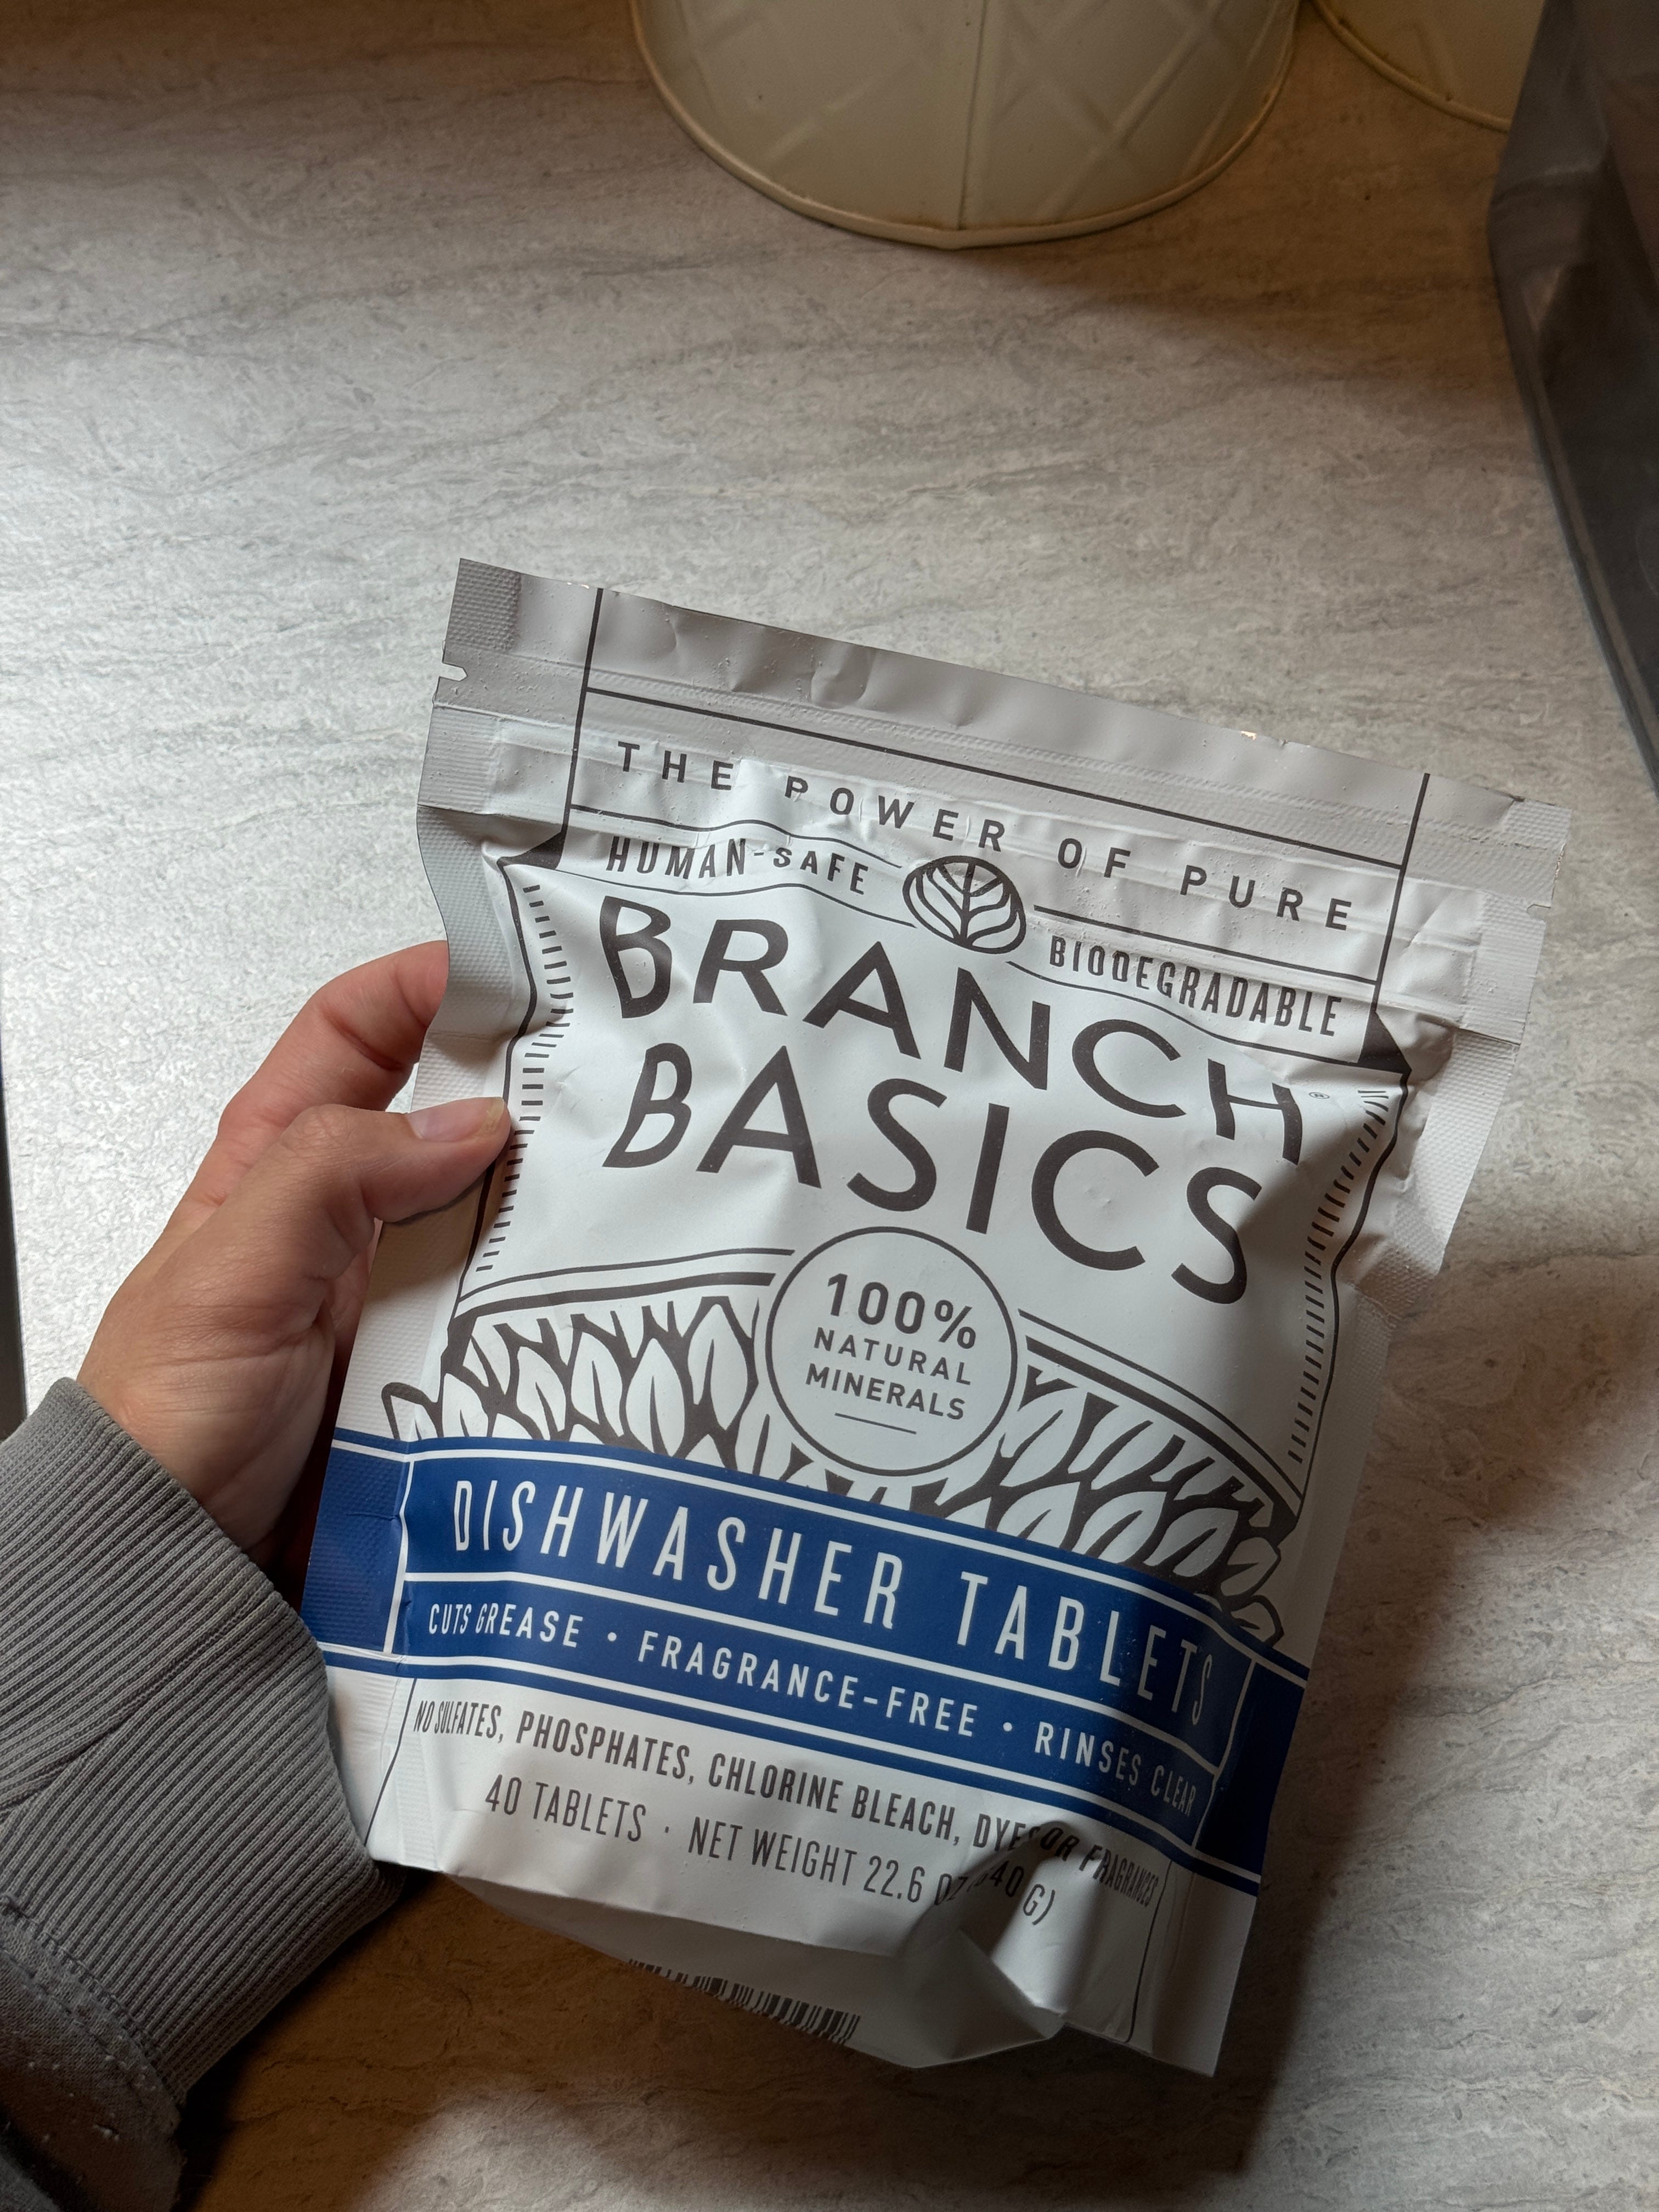 THE POWER OF PURE
HUMAN-SAFE
BIODEGRADABLE
BRANCH
BASICS®
100%
NATURAL
MINERALS
DISHWASHER TABLETS
CUTS GREASE • FRAGRANCE-FREE • RINSES CLEAR
NO SULFATES, PHOSPHATES, CHLORINE BLEACH, DYES OR FRAGRANCES
40 TABLETS · NET WEIGHT 22.6 OZ G)